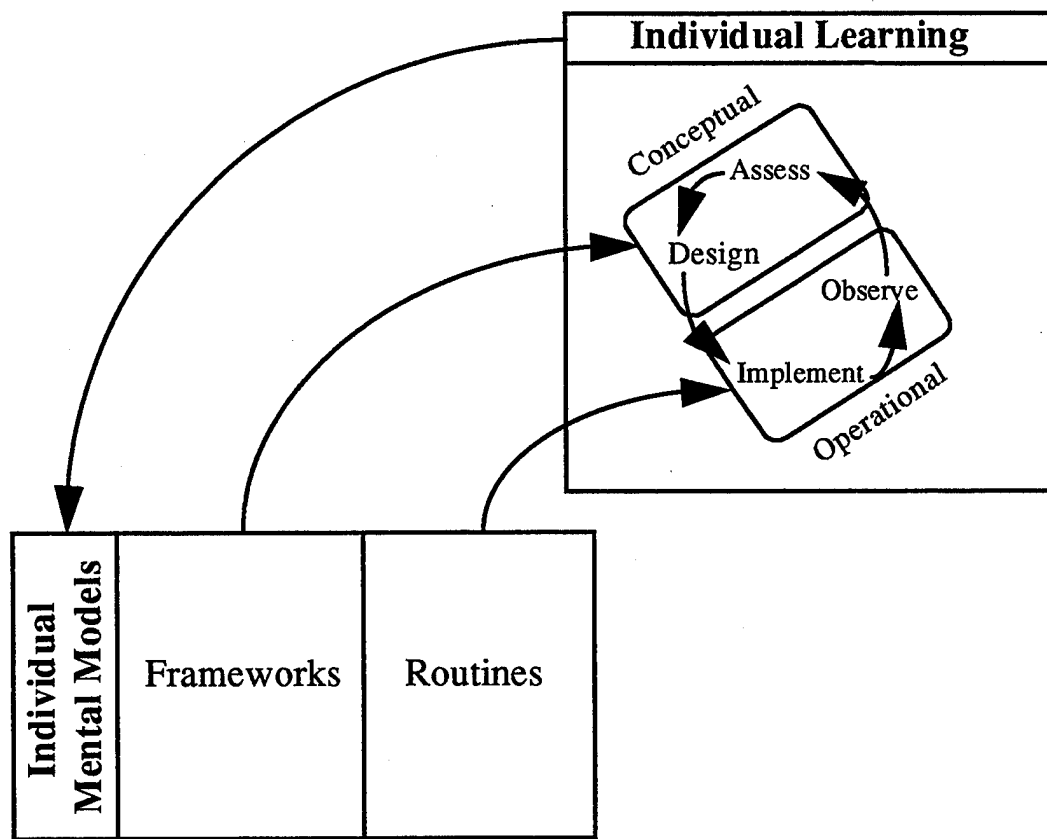 Individual Learning
Conceptual
Assess
Design
Observe
Implement
Operational
Individual
Mental Models
Frameworks
Routines